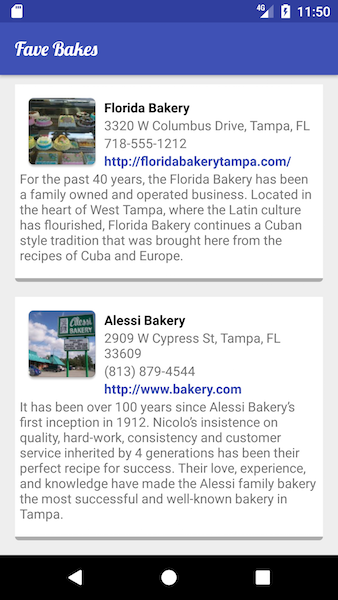 4G 11:50
Fave Bakes
Florida Bakery
3320 W Columbus Drive, Tampa, FL
718-555-1212
http://floridabakerytampa.com/
For the past 40 years, the Florida Bakery has been
a family owned and operated business. Located in
the heart of West Tampa, where the Latin culture
has flourished, Florida Bakery continues a Cuban
style tradition that was brought here from the
recipes of Cuba and Europe.
Alessi
BAKERY
Alessi Bakery
2909 W Cypress St, Tampa, FL
33609
(813) 879-4544
http://www.bakery.com
It has been over 100 years since Alessi Bakery's
first inception in 1912. Nicolo's insistence on
quality, hard-work, consistency and customer
service inherited by 4 generations has been their
perfect recipe for success. Their love, experience,
and knowledge have made the Alessi family bakery
the most successful and well-known bakery in
Tampa.